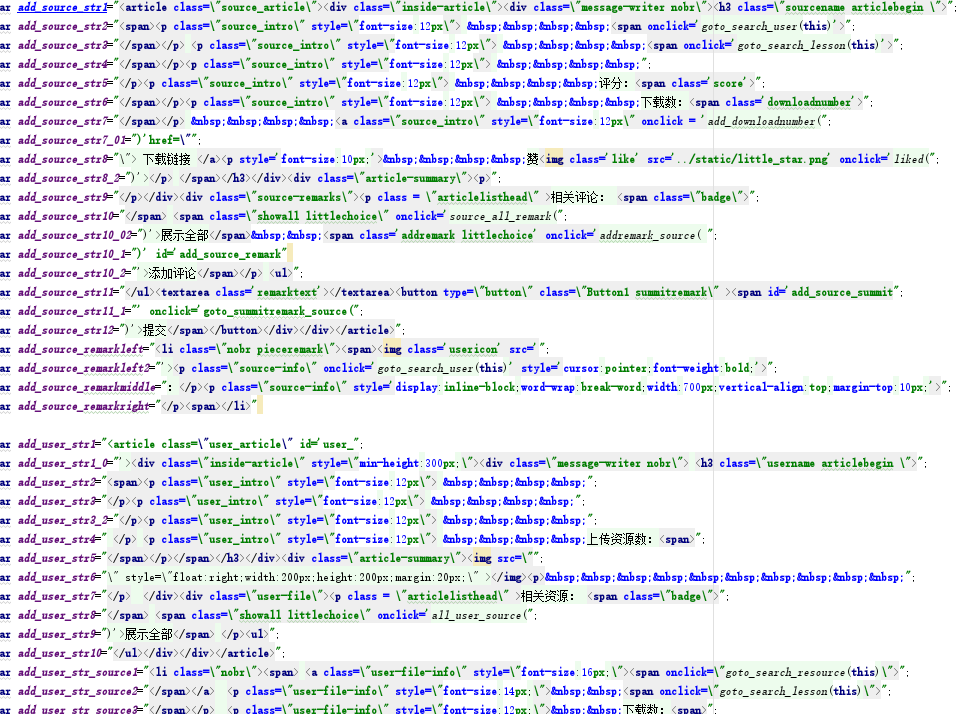 ar add_source_str1="<article class=\"source_article\"><div class=\"inside-article\"><div class=\"message-writer nobr\"><h3 class=\"sourcename articlebegin \">";
ar add_source_str2="<span><p class=\"source_intro\" style=\"font-size:12px\"> &nbsp;&nbsp;&nbsp;&nbsp;<span onclick='goto_search_user(this)'>";
ar add_source_str3="</span></p> <p class=\"source_intro\" style=\"font-size:12px\"> &nbsp;&nbsp;&nbsp;&nbsp;<span onclick='goto_search_lesson(this)'>";
ar add_source_str4="</span></p><p class=\"source_intro\" style=\"font-size:12px\"> &nbsp;&nbsp;&nbsp;&nbsp;";
ar add_source_str5="</p><p class=\"source_intro\" style=\"font-size:12px\"> &nbsp;&nbsp;&nbsp;&nbsp;评分：<span class='score'>";
ar add_source_str6="</span></p><p class=\"source_intro\" style=\"font-size:12px\"> &nbsp;&nbsp;&nbsp;&nbsp;下载数：<span class='downloadnumber'>";
ar add_source_str7="</span></p> &nbsp;&nbsp;&nbsp;&nbsp;<a class=\"source_intro\" style=\"font-size:12px\" onclick = 'add_downloadnumber(";
ar add_source_str7_01=")'href=\"";
ar add_source_str8="\"> 下载链接 </a><p style='font-size:10px;'>&nbsp;&nbsp;&nbsp;&nbsp;赞<img class='like' src='../static/little_star.png' onclick='liked(";
ar add_source_str8_2=")'></p> </span></h3></div><div class=\"article-summary\"><p>";
ar add_source_str9="</p></div><div class=\"source-remarks\"><p class = \"articlelisthead\" >相关评论： <span class=\"badge\">";
ar add_source_str10="</span> <span class=\"showall littlechoice\" onclick='source_all_remark(";
ar add_source_str10_02=")'>展示全部</span>&nbsp;&nbsp;<span class='addremark littlechoice' onclick='addremark_source( ";
ar add_source_str10_1=")' id='add_source_remark"
ar add_source_str10_2="'>添加评论</span></p> <ul>";
ar add_source_str11="</ul><textarea class='remarktext'></textarea><button type=\"button\" class=\"Button1 summitremark\" ><span id='add_source_summit";
ar add_source_str11_1="' onclick='goto_summitremark_source(";
ar add_source_str12=")'>提交</span></button></div></div></article>";
ar add_source_remarkleft="<li class=\"nobr pieceremark\"><span><img class='usericon' src='";
ar add_source_remarkleft2="'><p class=\"source-info\" onclick='goto_search_user(this)' style='cursor:pointer;font-weight:bold;'>";
ar add_source_remarkmiddle="：</p><p class=\"source-info\" style='display:inline-block;word-wrap:break-word;width:700px;vertical-align:top;margin-top:10px;'>";
ar add_source_remarkright="</p><span></li>"
ar add_user_str1="<article class=\"user_article\" id='user_";
ar add_user_str1_0="'><div class=\"inside-article\" style=\"min-height:300px;\"><div class=\"message-writer nobr\"> <h3 class=\"username articlebegin \">";
ar add_user_str2="<span><p class=\"user_intro\" style=\"font-size:12px\"> &nbsp;&nbsp;&nbsp;&nbsp;";
ar add_user_str3="</p><p class=\"user_intro\" style=\"font-size:12px\"> &nbsp;&nbsp;&nbsp;&nbsp;";
ar add_user_str3_2="</p><p class=\"user_intro\" style=\"font-size:12px\"> &nbsp;&nbsp;&nbsp;&nbsp;";
ar add_user_str4=" </p> <p class=\"user_intro\" style=\"font-size:12px\"> &nbsp;&nbsp;&nbsp;&nbsp;上传资源数：<span>";
ar add_user_str5="</span></p></span></h3></div><div class=\"article-summary\"><img src=\"";
ar add_user_str6="\" style=\"float:right;width:200px;height:200px;margin:20px;\" ></img><p>&nbsp;&nbsp;&nbsp;&nbsp;&nbsp;&nbsp;&nbsp;&nbsp;&nbsp;&nbsp;";
ar add_user_str7="</p>  </div><div class=\"user-file\"><p class = \"articlelisthead\" >相关资源： <span class=\"badge\">";
ar add_user_str8="</span> <span class=\"showall littlechoice\" onclick='all_user_source(";
ar add_user_str9=")'>展示全部</span> </p><ul>";
ar add_user_str10="</ul></div></div></article>";
ar add_user_str_source1="<li class=\"nobr\"><span> <a class=\"user-file-info\" style=\"font-size:16px\"><span onclick=\"goto_search_resource(this)\">";
ar add_user_str_source2="</span></a>  <p class=\"user-file-info\" style=\"font-size:14px;\">&nbsp;&nbsp;<span onclick=\"goto_search_lesson(this)\">";
ar add_user_str_source3="</span></p>  <p class=\"user-file-info\" style=\"font-size:12px;\">&nbsp;&nbsp;下载数：<span>";